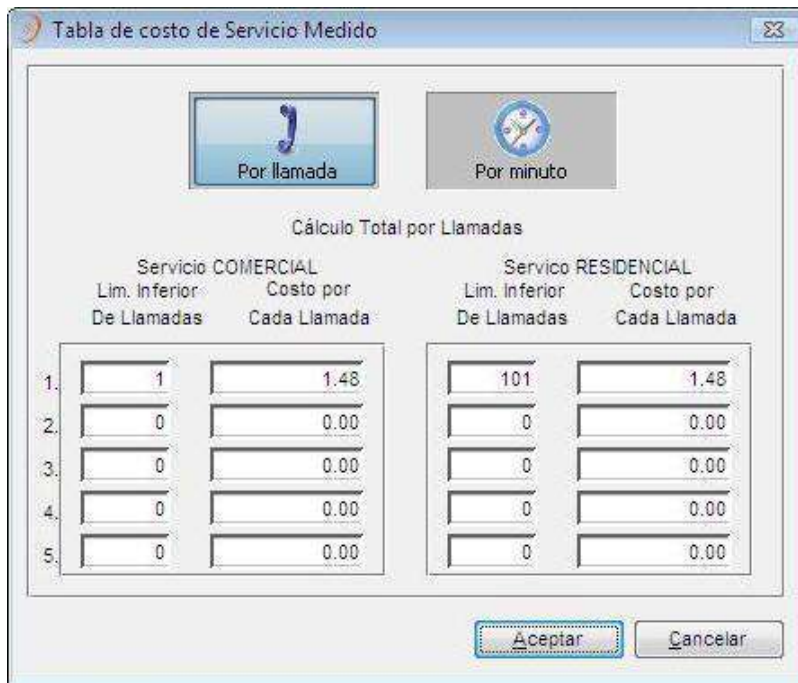 Tabla de costo de Servicio Medido
Por llamada
Por minuto
Cálculo Total por Llamadas
Servicio COMERCIAL
Servico RESIDENCIAL
Lim. Inferior De Llamadas
Costo por Cada Llamada
Lim. Inferior De Llamadas
Costo por Cada Llamada
1. 1 1.48 101 1.48
2. 0 0.00 0 0.00
3. 0 0.00 0 0.00
4. 0 0.00 0 0.00
5. 0 0.00 0 0.00
Aceptar
Cancelar